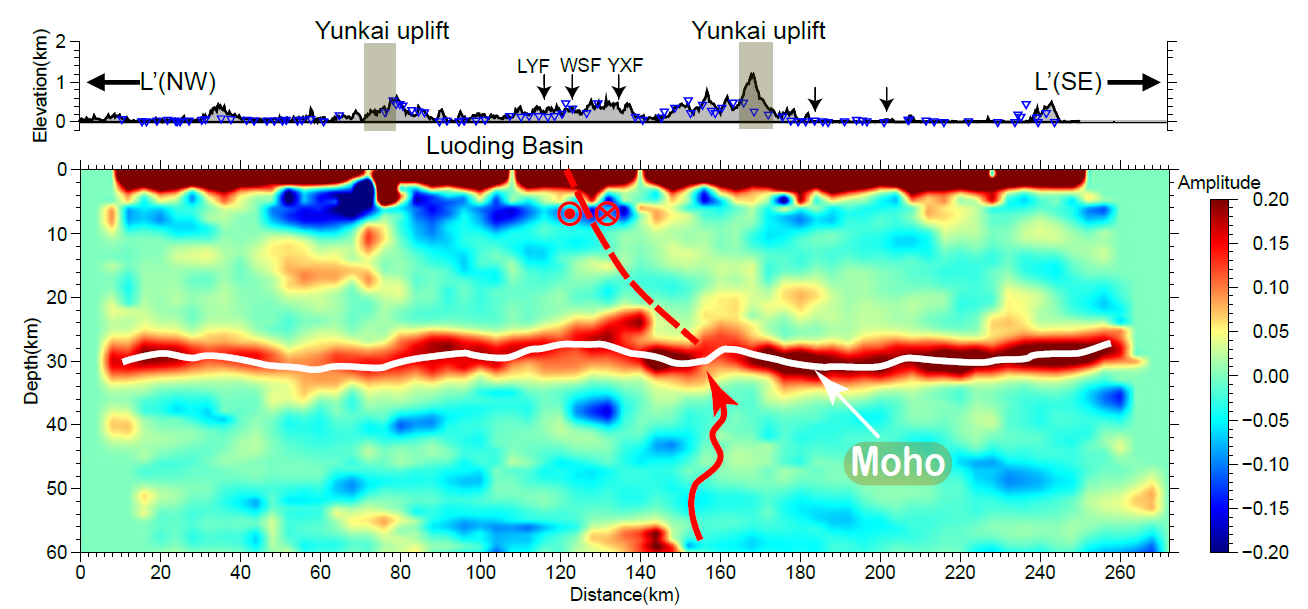 Yunkai uplift
Yunkai uplift
Elevation(km)
2
1
0
L'(NW)
LYF
WSF
YXF
L'(SE)
Luoding Basin
Depth(km)
0
10
20
30
40
50
60
Moho
0
20
40
60
80
100
120
140
160
180
200
220
240
260
Distance(km)
Amplitude
0.20
0.15
0.10
0.05
0.00
−0.05
−0.10
−0.15
−0.20